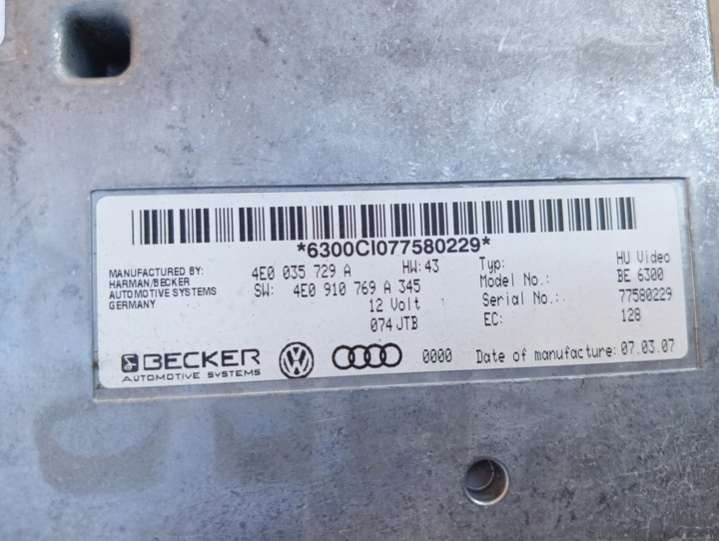 *6300CI077580229*
MANUFACTURED BY:
HARMAN/BECKER
AUTOMOTIVE SYSTEMS
GERMANY
4E0 035 729 A HW: 43
SW: 4E0 910 769 A 345
12 Volt
074 JTB
Typ: HU Video
Model No.: BE 6300
Serial No.: 77580229
EC: 128
BECKER
AUTOMOTIVE SYSTEMS
0000 Date of manufacture: 07.03.07